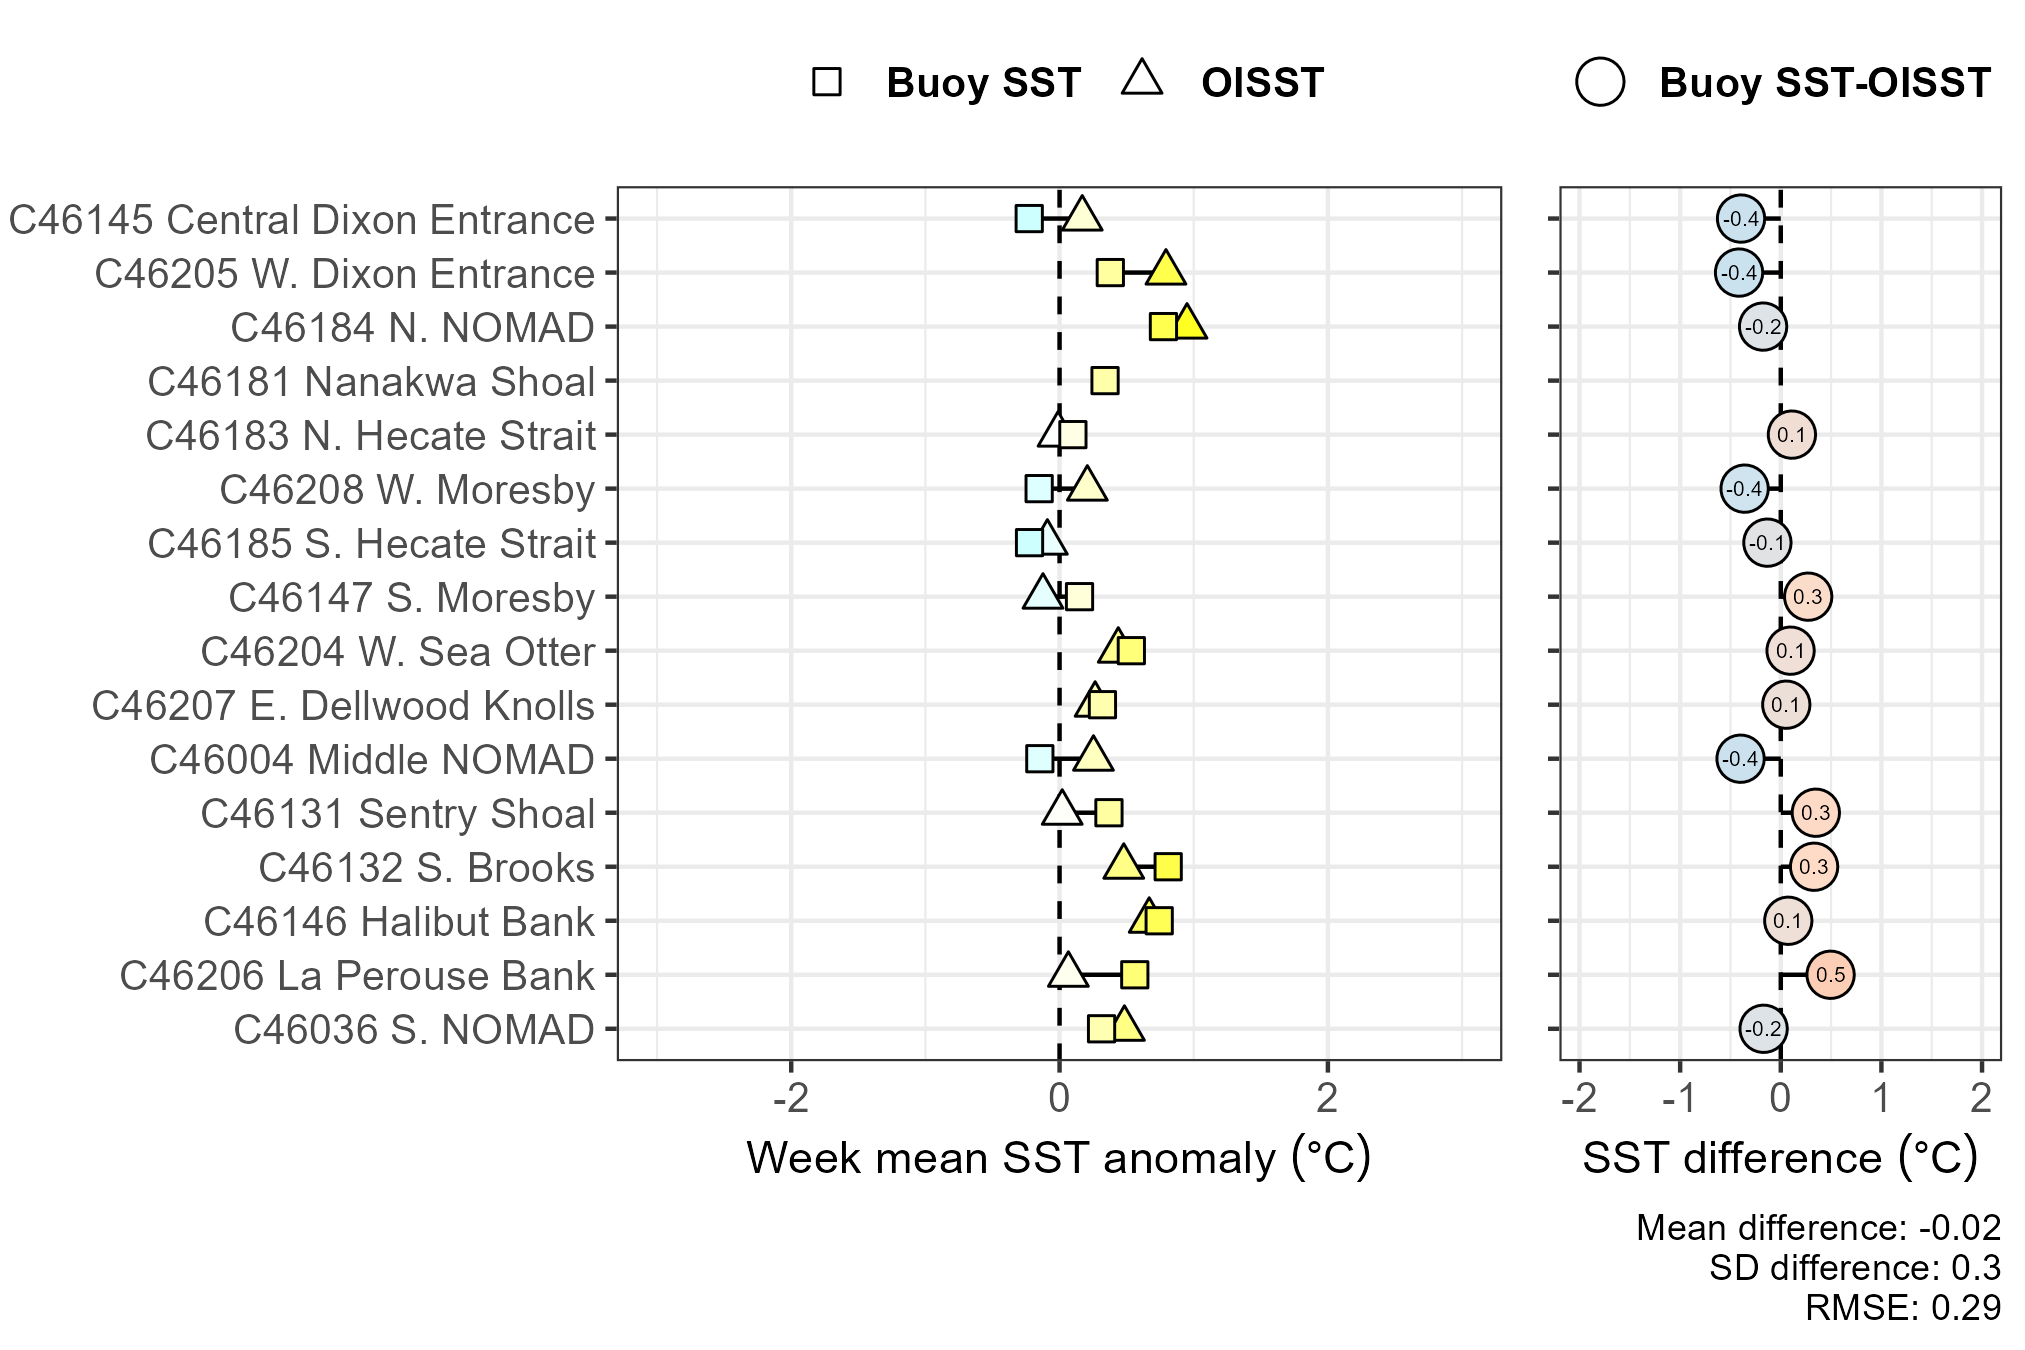 Buoy SST OISST Buoy SST-OISST
C46145 Central Dixon Entrance -0.4
C46205 W. Dixon Entrance -0.4
C46184 N. NOMAD -0.2
C46181 Nanakwa Shoal
C46183 N. Hecate Strait 0.1
C46208 W. Moresby -0.4
C46185 S. Hecate Strait -0.1
C46147 S. Moresby 0.3
C46204 W. Sea Otter 0.1
C46207 E. Dellwood Knolls 0.1
C46004 Middle NOMAD -0.4
C46131 Sentry Shoal 0.3
C46132 S. Brooks 0.3
C46146 Halibut Bank 0.1
C46206 La Perouse Bank 0.5
C46036 S. NOMAD -0.2
-2 0 2 -2 -1 0 1 2
Week mean SST anomaly (°C) SST difference (°C)
Mean difference: -0.02
SD difference: 0.3
RMSE: 0.29